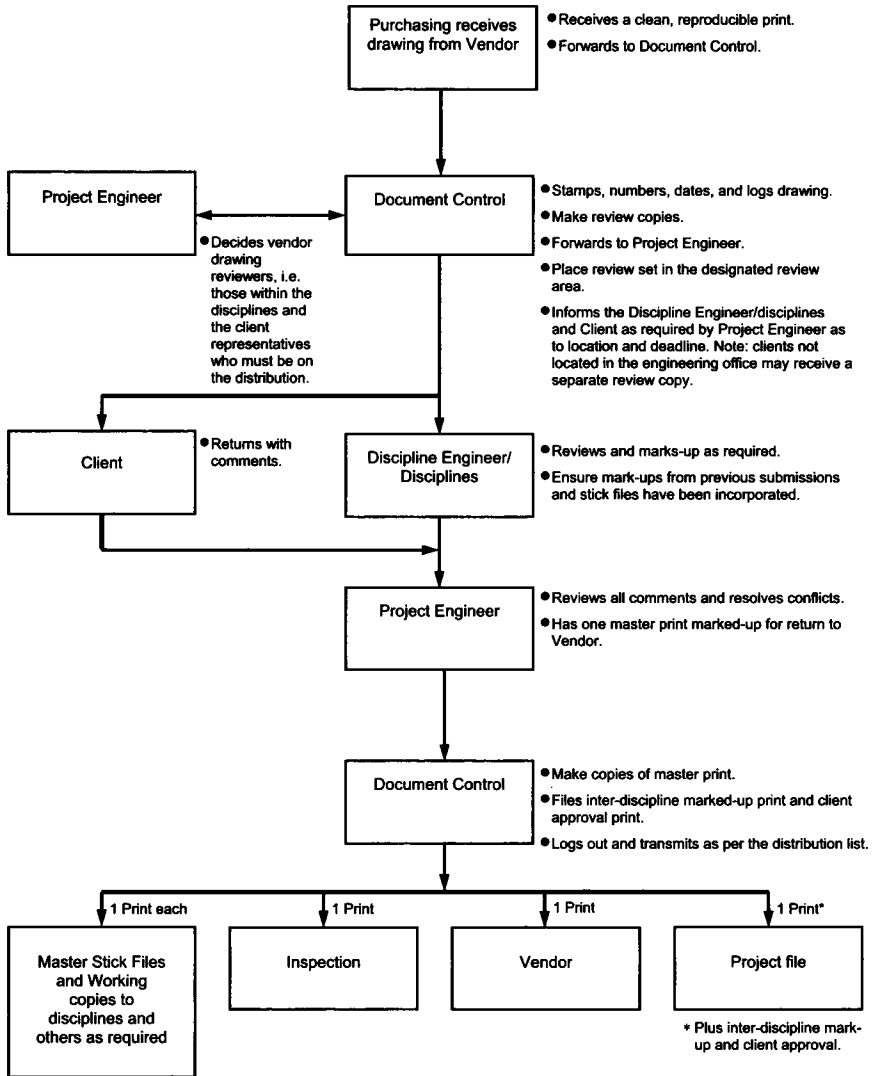 Purchasing receives
drawing from Vendor
●Receives a clean, reproducible print.
●Forwards to Document Control.
Project Engineer
●Decides vendor
drawing
reviewers, i.e.
those within the
disciplines and
the client
representatives
who must be on
the distribution.
Document Control
●Stamps, numbers, dates, and logs drawing.
●Make review copies.
●Forwards to Project Engineer.
●Place review set in the designated review
area.
●Informs the Discipline Engineer/disciplines
and Client as required by Project Engineer as
to location and deadline. Note: clients not
located in the engineering office may receive a
separate review copy.
Client
●Returns with
comments.
Discipline Engineer/
Disciplines
●Reviews and marks-up as required.
●Ensure mark-ups from previous submissions
and stick files have been incorporated.
Project Engineer
●Reviews all comments and resolves conflicts.
●Has one master print marked-up for return to
Vendor.
Document Control
●Make copies of master print.
●Files inter-discipline marked-up print and client
approval print.
●Logs out and transmits as per the distribution list.
1 Print each
Master Stick Files
and Working
copies to
disciplines and
others as required
1 Print
Inspection
1 Print
Vendor
1 Print*
Project file
* Plus inter-discipline mark-
up and client approval.